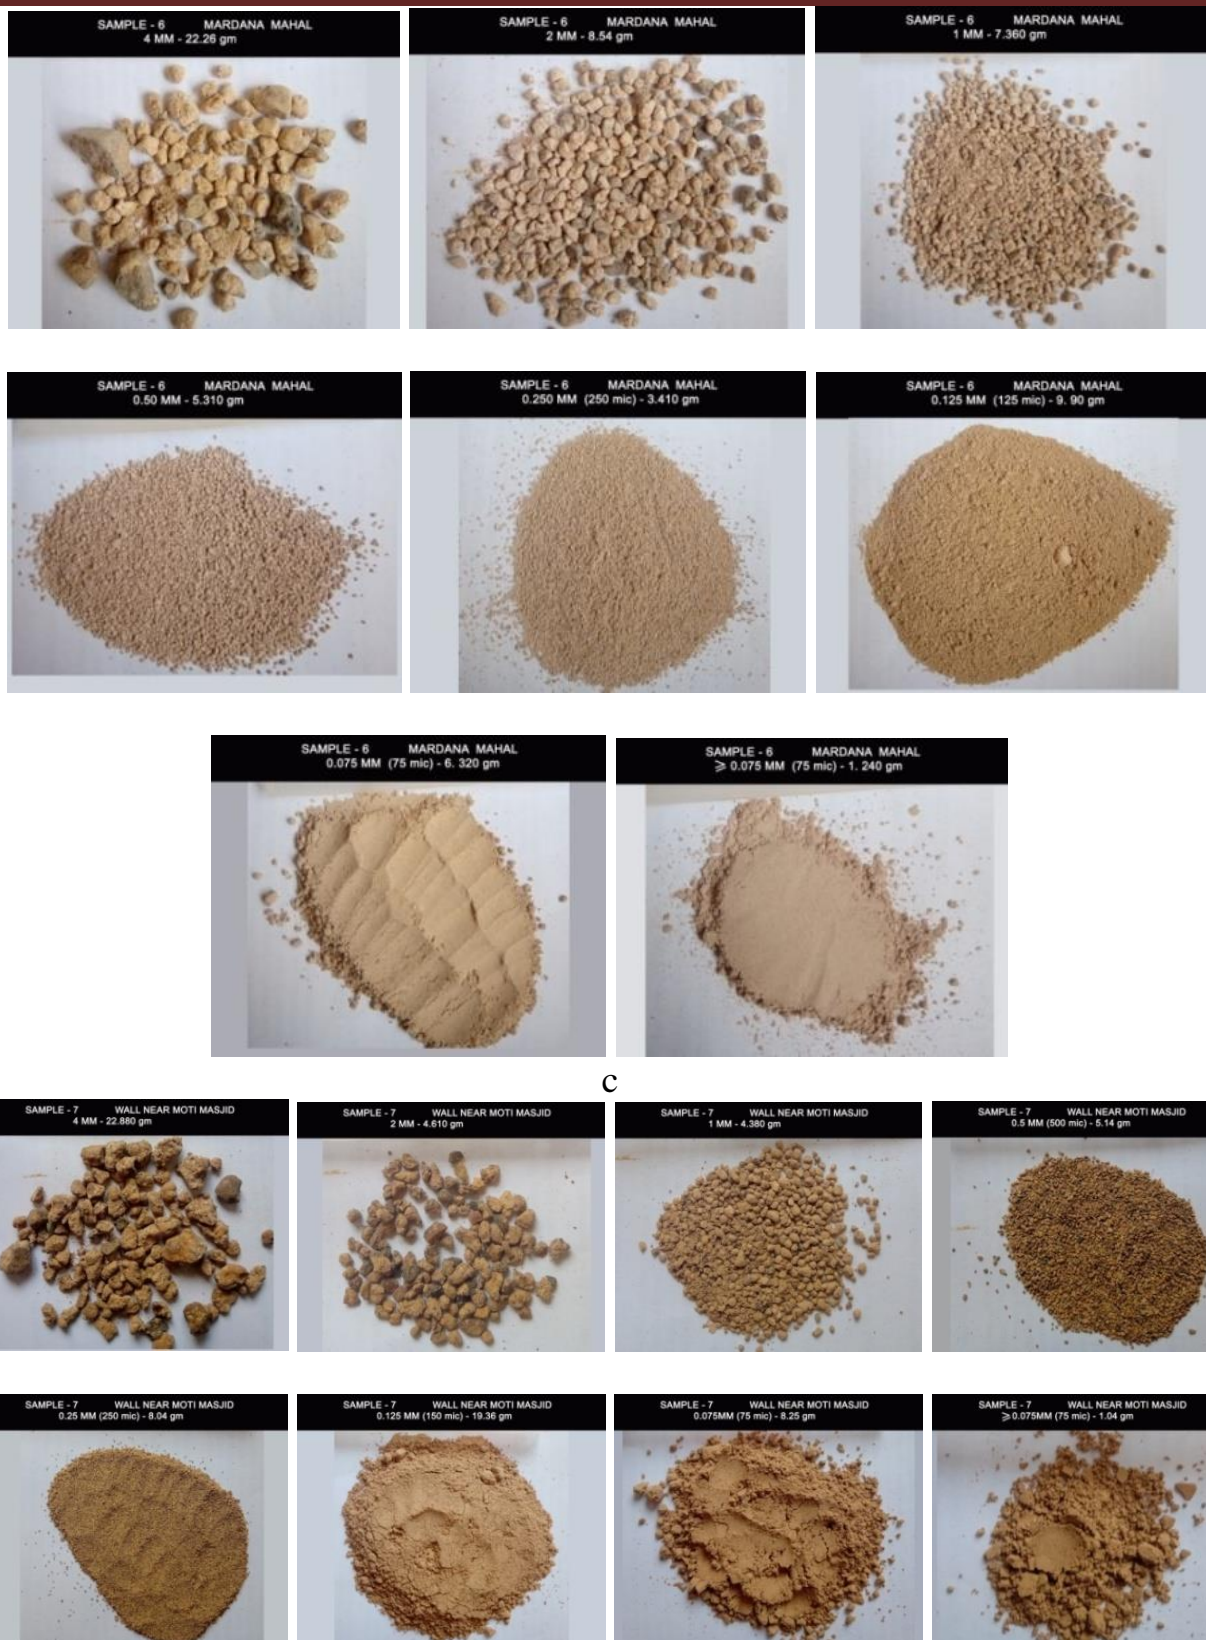 SAMPLE - 6 MARDANA MAHAL
4 MM - 22.26 gm
SAMPLE - 6 MARDANA MAHAL
2 MM - 8.54 gm
SAMPLE - 6 MARDANA MAHAL
1 MM - 7.360 gm
SAMPLE - 6 MARDANA MAHAL
0.50 MM - 5.310 gm
SAMPLE - 6 MARDANA MAHAL
0.250 MM (250 mic) - 3.410 gm
SAMPLE - 6 MARDANA MAHAL
0.125 MM (125 mic) - 9. 90 gm
SAMPLE - 6 MARDANA MAHAL
0.075 MM (75 mic) - 6. 320 gm
SAMPLE - 6 MARDANA MAHAL
⩾ 0.075 MM (75 mic) - 1. 240 gm
c
SAMPLE - 7 WALL NEAR MOTI MASJID
4 MM - 22.880 gm
SAMPLE - 7 WALL NEAR MOTI MASJID
2 MM - 4.610 gm
SAMPLE - 7 WALL NEAR MOTI MASJID
1 MM - 4.380 gm
SAMPLE - 7 WALL NEAR MOTI MASJID
0.5 MM (500 mic) - 5.14 gm
SAMPLE - 7 WALL NEAR MOTI MASJID
0.25 MM (250 mic) - 8.04 gm
SAMPLE - 7 WALL NEAR MOTI MASJID
0.125 MM (150 mic) - 19.36 gm
SAMPLE - 7 WALL NEAR MOTI MASJID
0.075MM (75 mic) - 8.25 gm
SAMPLE - 7 WALL NEAR MOTI MASJID
⩾0.075MM (75 mic) - 1.04 gm